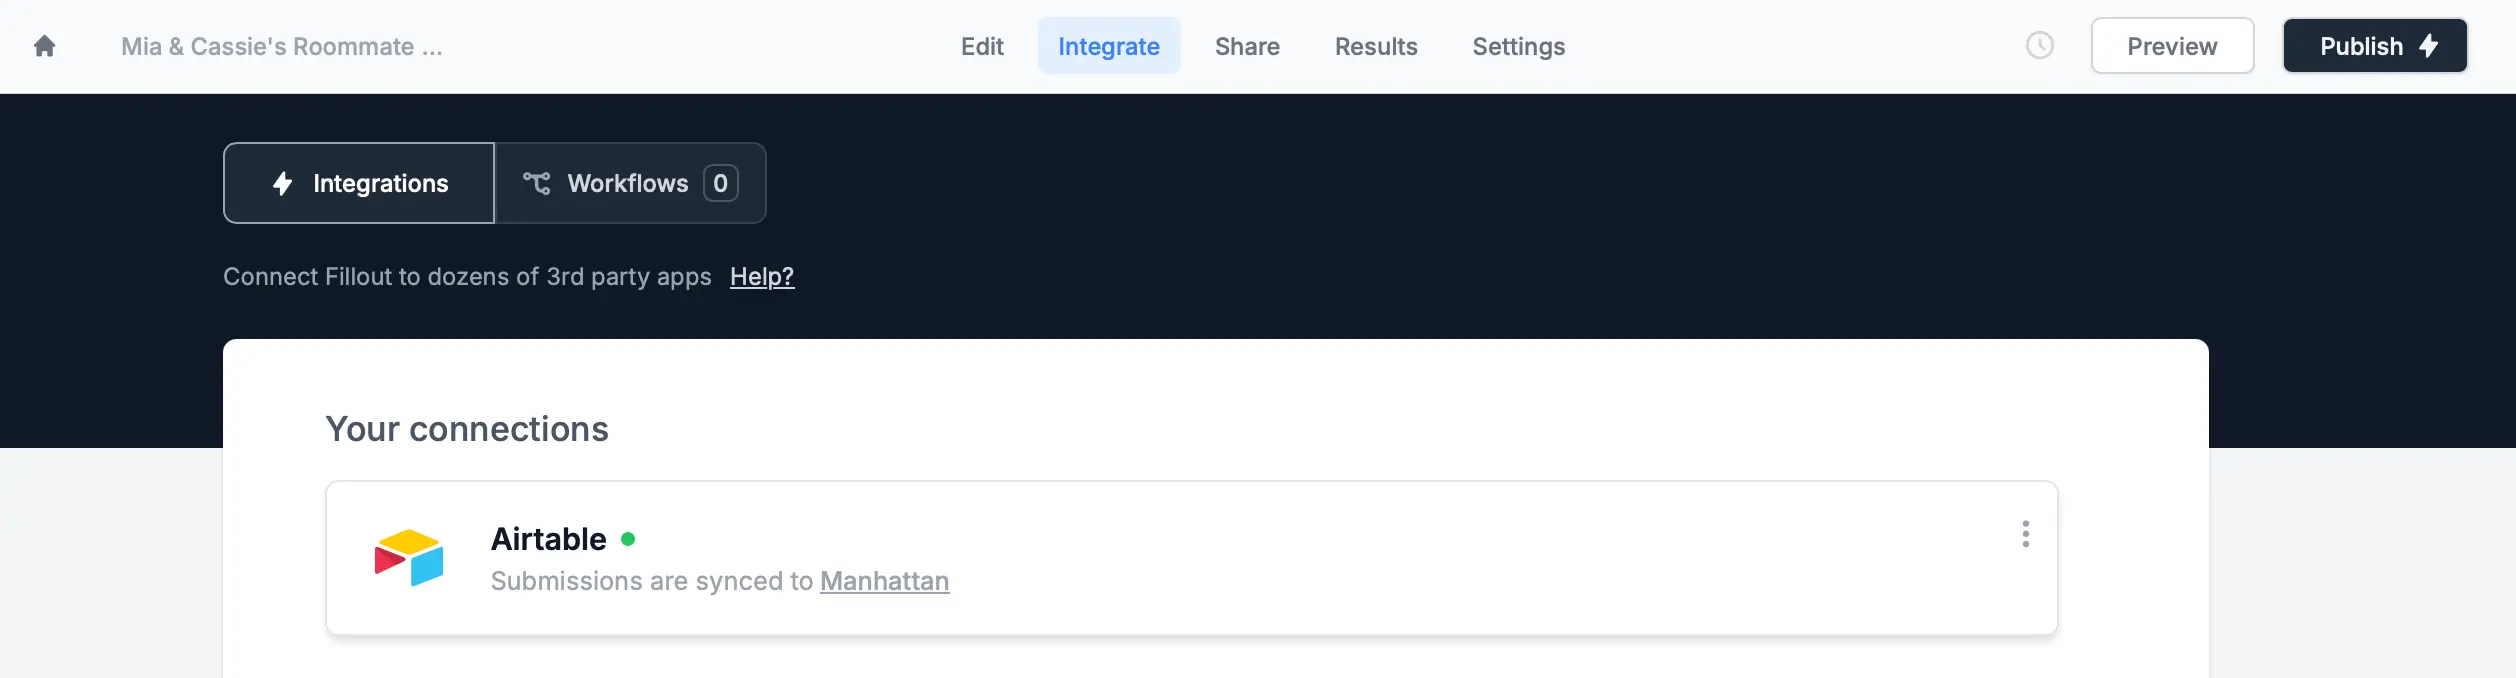 Mia & Cassie's Roommate ...
Edit
Integrate
Share
Results
Settings
Preview
Publish
Integrations
Workflows 0
Connect Fillout to dozens of 3rd party apps Help?
Your connections
Airtable
Submissions are synced to Manhattan